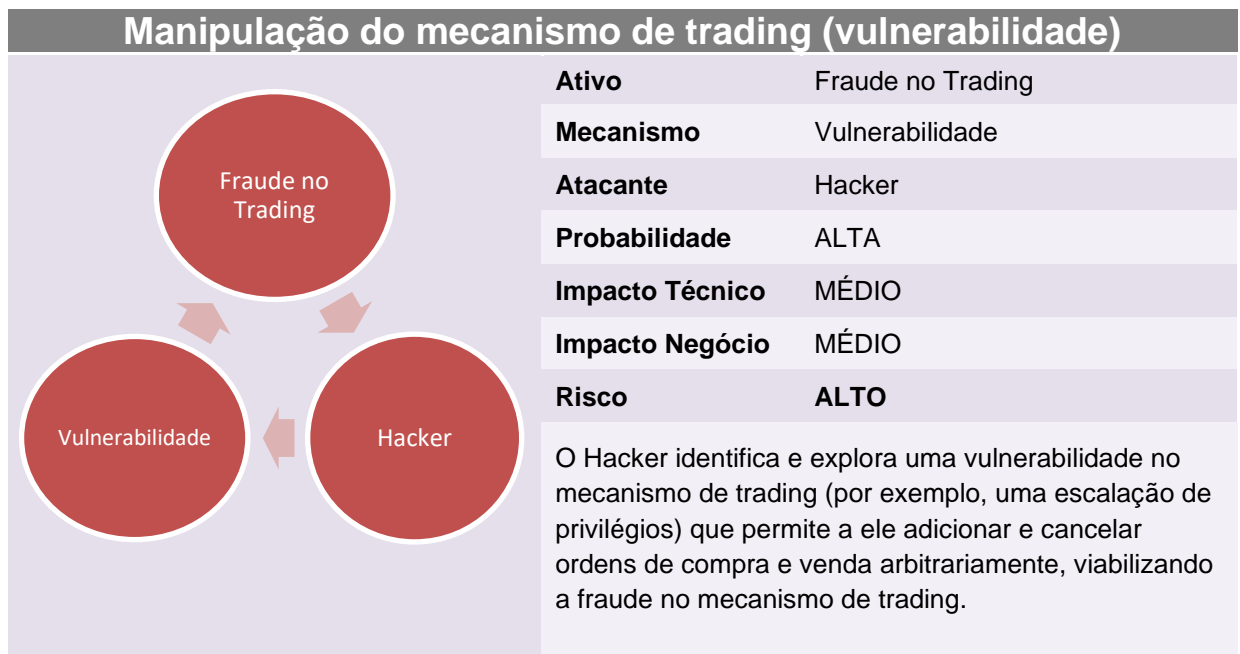 Manipulação do mecanismo de trading (vulnerabilidade)
Fraude no
Trading
Vulnerabilidade
Hacker
Ativo Fraude no Trading
Mecanismo Vulnerabilidade
Atacante Hacker
Probabilidade ALTA
Impacto Técnico MÉDIO
Impacto Negócio MÉDIO
Risco ALTO
O Hacker identifica e explora uma vulnerabilidade no
mecanismo de trading (por exemplo, uma escalação de
privilégios) que permite a ele adicionar e cancelar
ordens de compra e venda arbitrariamente, viabilizando
a fraude no mecanismo de trading.